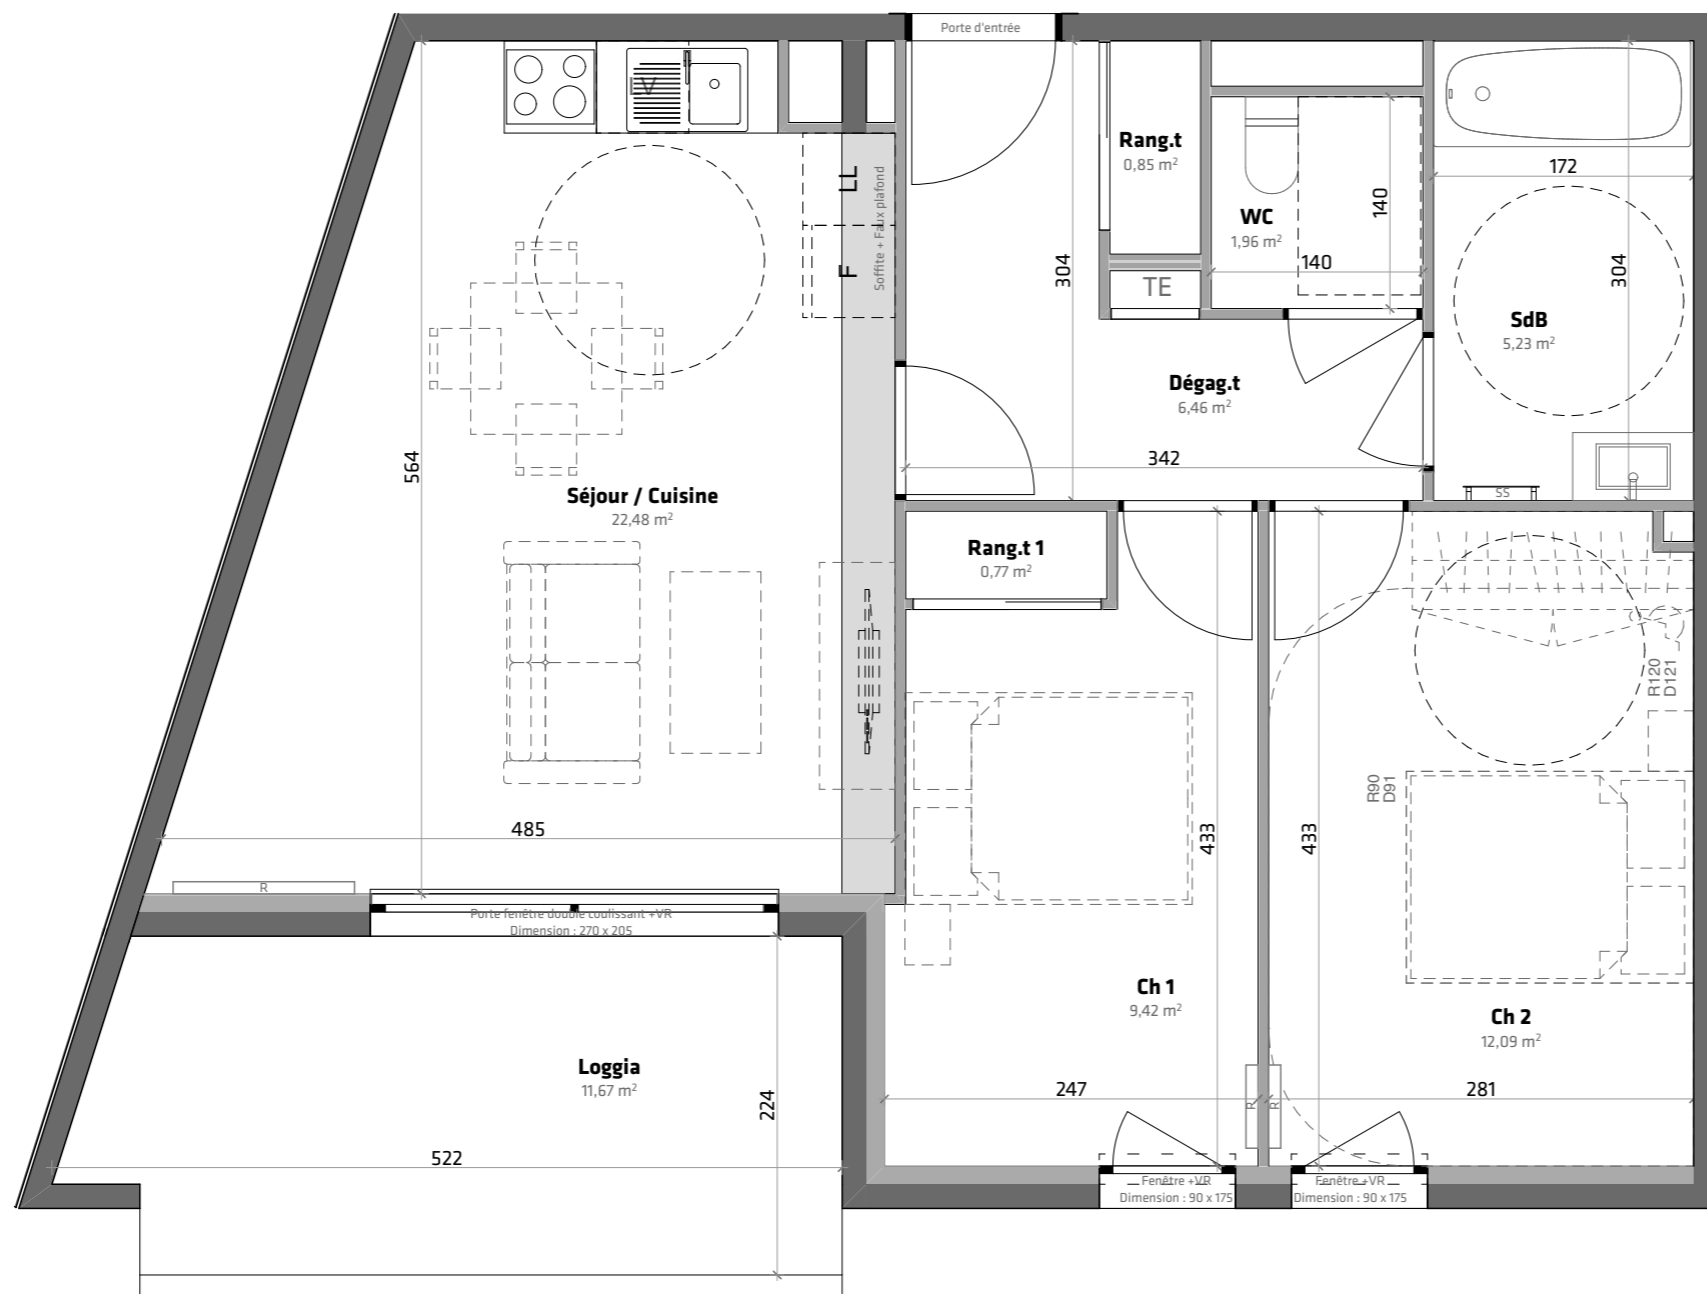 Porte d'entrée
LV
Rang.t
0,85 m²
WC
1,96 m²
140
140
172
304
304
SdB
5,23 m²
LL
F
Soffite + Faux plafond
TE
Dégag.t
6,46 m²
342
564
Séjour / Cuisine
22,48 m²
SS
Rang.t 1
0,77 m²
R120
D121
R90
D91
485
433
433
R
Porte fenêtre double coulissant +VR
Dimension : 270 x 205
Ch 1
9,42 m²
Ch 2
12,09 m²
Loggia
11,67 m²
224
522
247
281
R
R
Fenêtre +VR
Dimension : 90 x 175
Fenêtre +VR
Dimension : 90 x 175